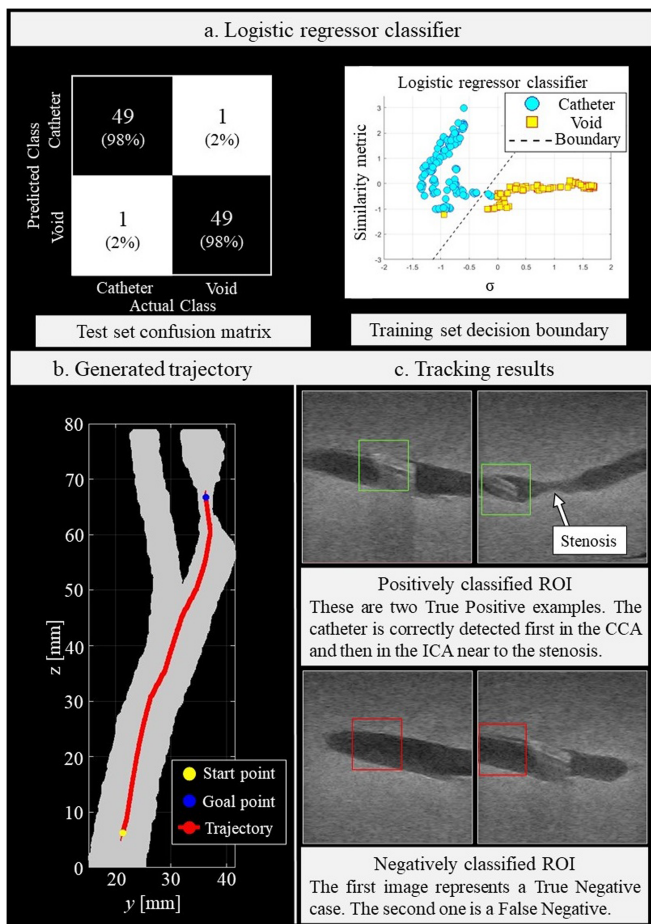 a. Logistic regressor classifier
Predicted Class
Catheter
Void
49
(98%)
1
(2%)
1
(2%)
49
(98%)
Catheter
Void
Actual Class
Test set confusion matrix
Logistic regressor classifier
Catheter
Void
Boundary
Similarity metric
3
2
1
0
-1
-2
-3
-2
-1.5
-1
-0.5
0
0.5
1
1.5
2
σ
Training set decision boundary
b. Generated trajectory
z [mm]
80
70
60
50
40
30
20
10
0
Start point
Goal point
Trajectory
20
30
40
y [mm]
c. Tracking results
Stenosis
Positively classified ROI
These are two True Positive examples. The
catheter is correctly detected first in the CCA
and then in the ICA near to the stenosis.
Negatively classified ROI
The first image represents a True Negative
case. The second one is a False Negative.